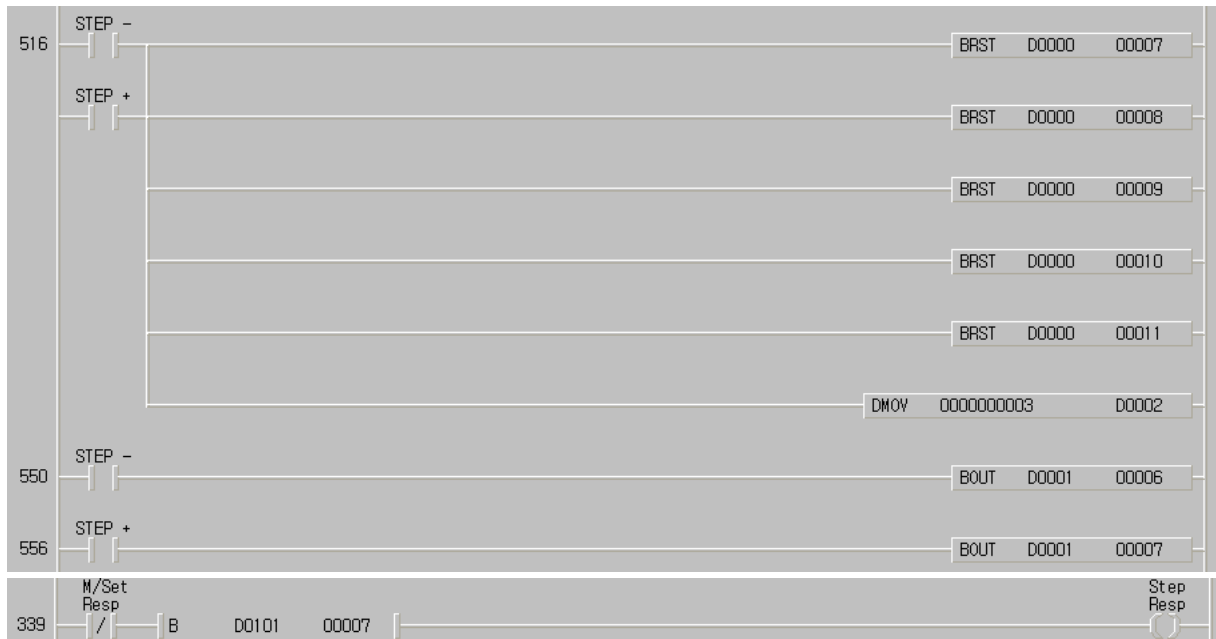 STEP -
516 BRST D0000 00007
STEP +
BRST D0000 00008
BRST D0000 00009
BRST D0000 00010
BRST D0000 00011
DMOV 0000000003 D0002
STEP -
550 BOUT D0001 00006
STEP +
556 BOUT D0001 00007
M/Set Step
Resp Resp
339 / B D0101 00007